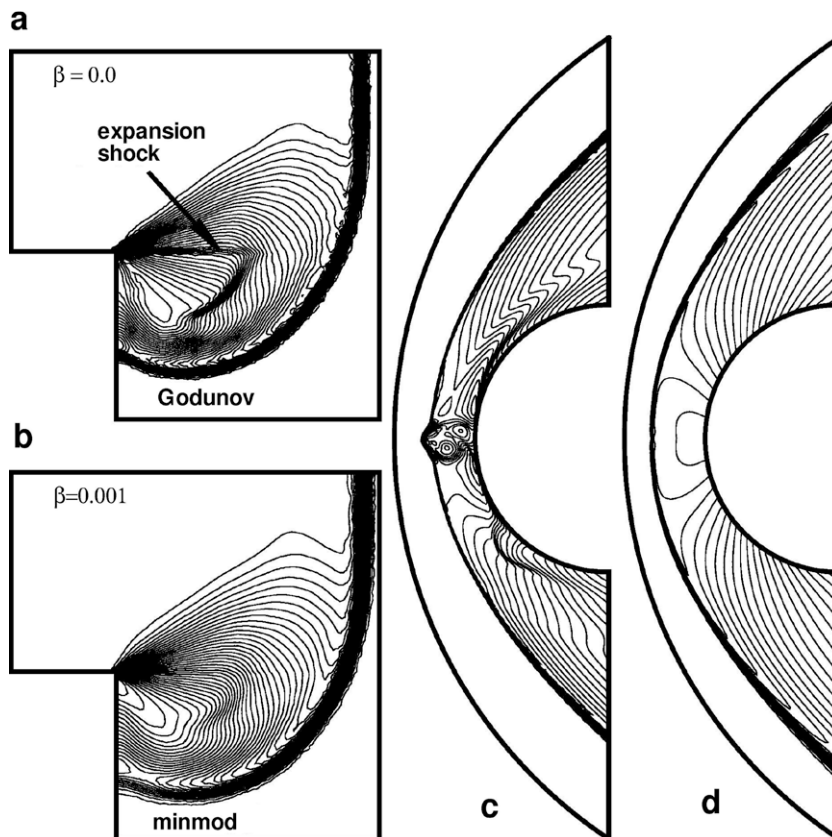 a
β = 0.0
expansion
shock
Godunov
b
β=0.001
minmod
c
d